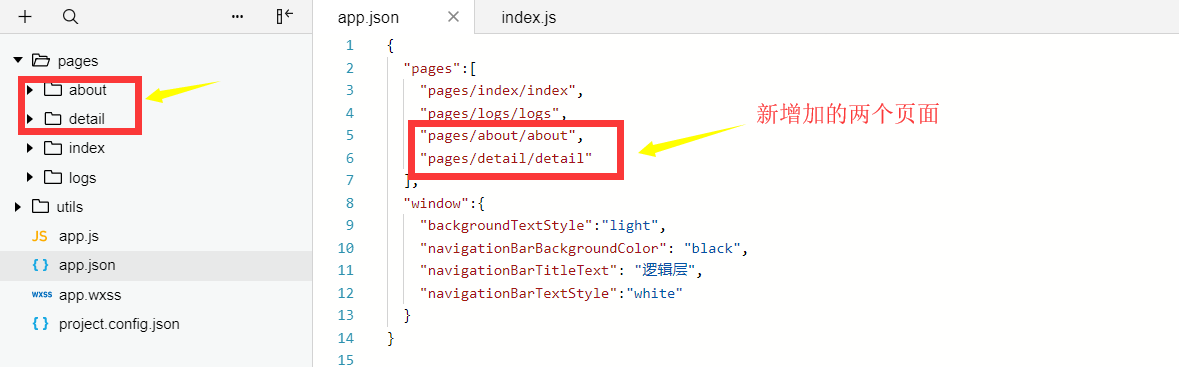 app.json
index.js
pages
about
detail
index
logs
utils
JS app.js
{ } app.json
wxss app.wxss
{ } project.config.json
1 {
2 "pages":[
3 "pages/index/index",
4 "pages/logs/logs",
5 "pages/about/about",
6 "pages/detail/detail"
7 ],
8 "window":{
9 "backgroundTextStyle":"light",
10 "navigationBarBackgroundColor": "black",
11 "navigationBarTitleText": "逻辑层",
12 "navigationBarTextStyle":"white"
13 }
14 }
15
新增加的两个页面